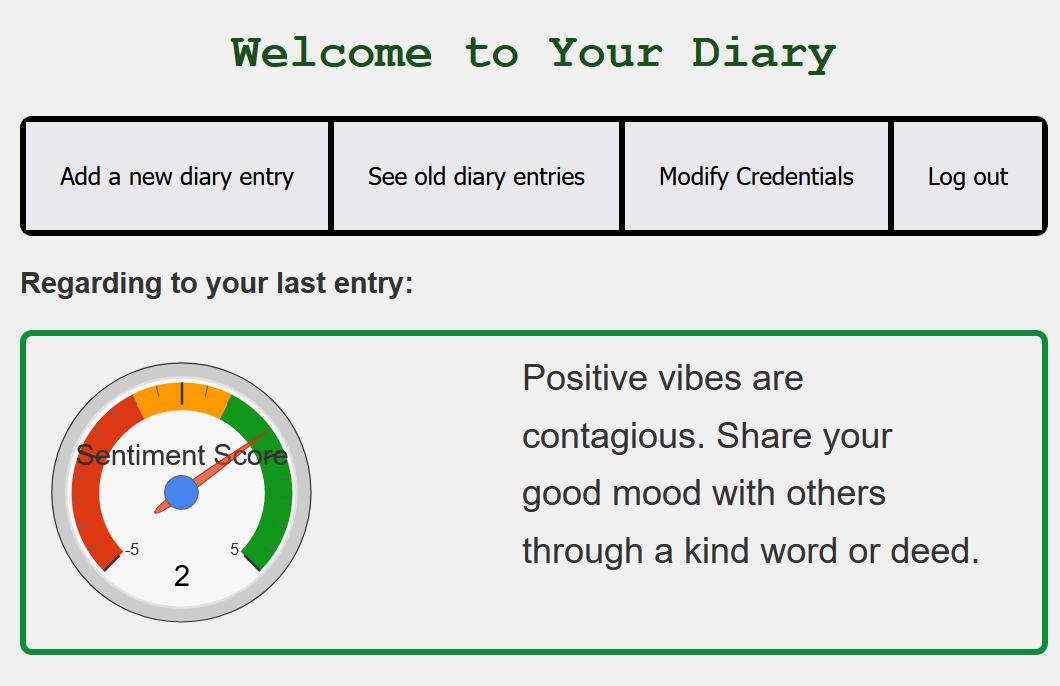 Welcome to Your Diary
Add a new diary entry
See old diary entries
Modify Credentials
Log out
Regarding to your last entry:
Sentiment Score
-5
5
2
Positive vibes are
contagious. Share your
good mood with others
through a kind word or deed.